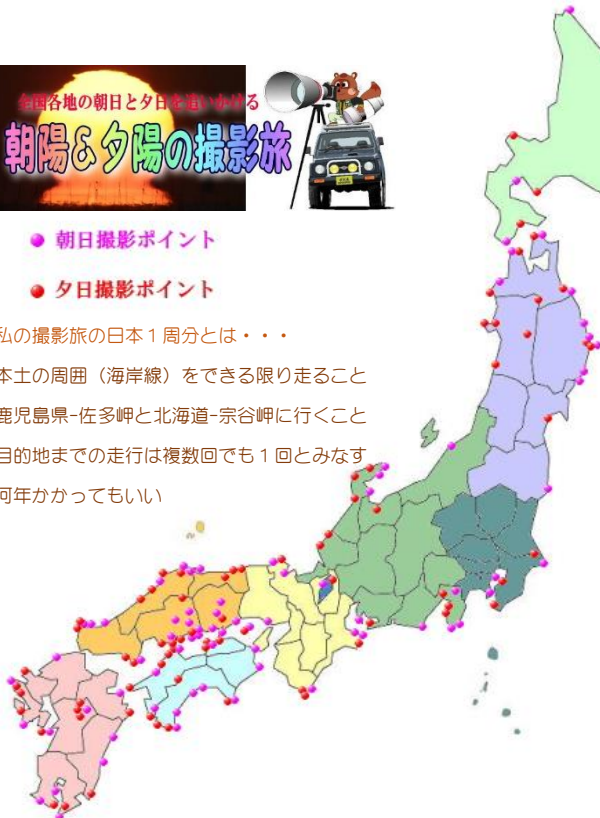 全国各地の朝日と夕日を追いかける
朝陽&夕陽の撮影旅
朝日撮影ポイント
夕日撮影ポイント
私の撮影旅の日本1周分とは・・・
本土の周囲（海岸線）をできる限り走ること
鹿児島県-佐多岬と北海道-宗谷岬に行くこと
目的地までの走行は複数回でも1回とみなす
何年かかってもいい